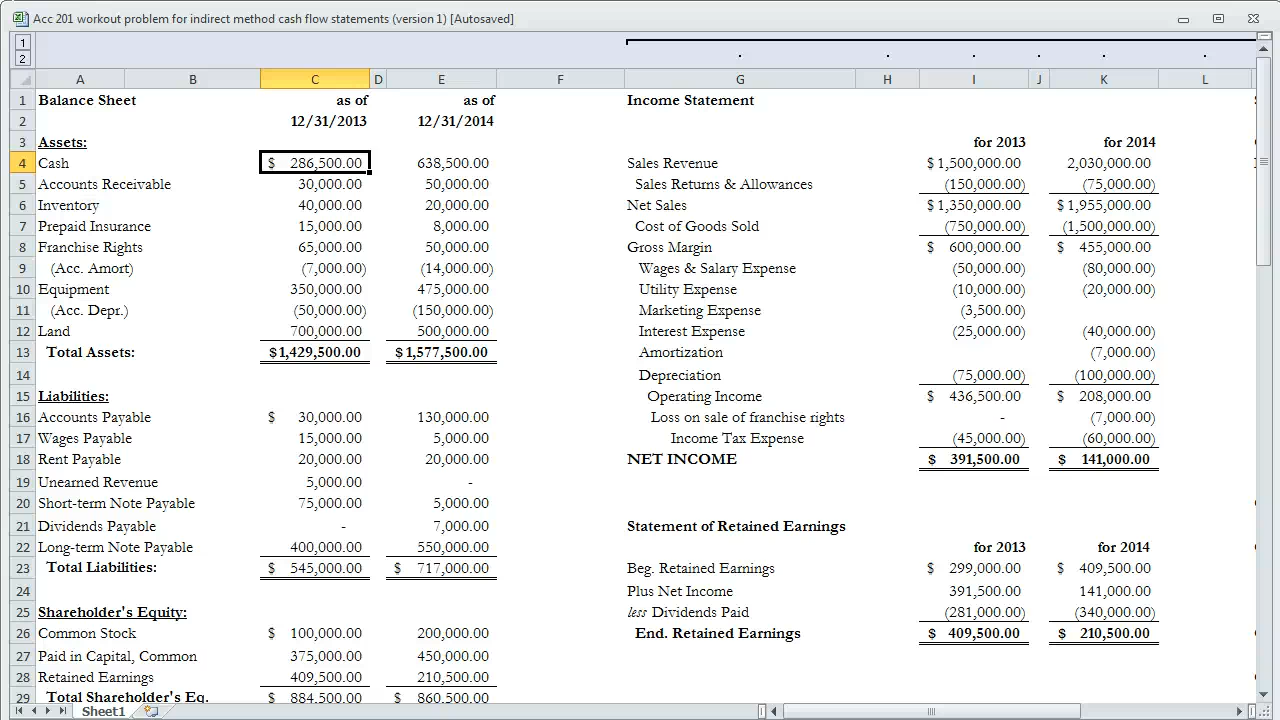 Acc 201 workout problem for indirect method cash flow statements (version 1) [Autosaved]
1
2
A B C D E F G H I J K L
1 Balance Sheet as of as of Income Statement
2 12/31/2013 12/31/2014
3 Assets: for 2013 for 2014
4 Cash $ 286,500.00 638,500.00 Sales Revenue $ 1,500,000.00 2,030,000.00
5 Accounts Receivable 30,000.00 50,000.00 Sales Returns & Allowances (150,000.00) (75,000.00)
6 Inventory 40,000.00 20,000.00 Net Sales $ 1,350,000.00 $ 1,955,000.00
7 Prepaid Insurance 15,000.00 8,000.00 Cost of Goods Sold (750,000.00) (1,500,000.00)
8 Franchise Rights 65,000.00 50,000.00 Gross Margin $ 600,000.00 $ 455,000.00
9 (Acc. Amort) (7,000.00) (14,000.00) Wages & Salary Expense (50,000.00) (80,000.00)
10 Equipment 350,000.00 475,000.00 Utility Expense (10,000.00) (20,000.00)
11 (Acc. Depr.) (50,000.00) (150,000.00) Marketing Expense (3,500.00)
12 Land 700,000.00 500,000.00 Interest Expense (25,000.00) (40,000.00)
13 Total Assets: $ 1,429,500.00 $ 1,577,500.00 Amortization (7,000.00)
14 Depreciation (75,000.00) (100,000.00)
15 Liabilities: Operating Income $ 436,500.00 $ 208,000.00
16 Accounts Payable $ 30,000.00 130,000.00 Loss on sale of franchise rights - (7,000.00)
17 Wages Payable 15,000.00 5,000.00 Income Tax Expense (45,000.00) (60,000.00)
18 Rent Payable 20,000.00 20,000.00 NET INCOME $ 391,500.00 $ 141,000.00
19 Unearned Revenue 5,000.00 -
20 Short-term Note Payable 75,000.00 5,000.00
21 Dividends Payable - 7,000.00 Statement of Retained Earnings
22 Long-term Note Payable 400,000.00 550,000.00 for 2013 for 2014
23 Total Liabilities: $ 545,000.00 $ 717,000.00 Beg. Retained Earnings $ 299,000.00 $ 409,500.00
24 Plus Net Income 391,500.00 141,000.00
25 Shareholder's Equity: less Dividends Paid (281,000.00) (340,000.00)
26 Common Stock $ 100,000.00 200,000.00 End. Retained Earnings $ 409,500.00 $ 210,500.00
27 Paid in Capital, Common 375,000.00 450,000.00
28 Retained Earnings 409,500.00 210,500.00
29 Total Shareholder's Eq. $ 884,500.00 $ 860,500.00
Sheet1